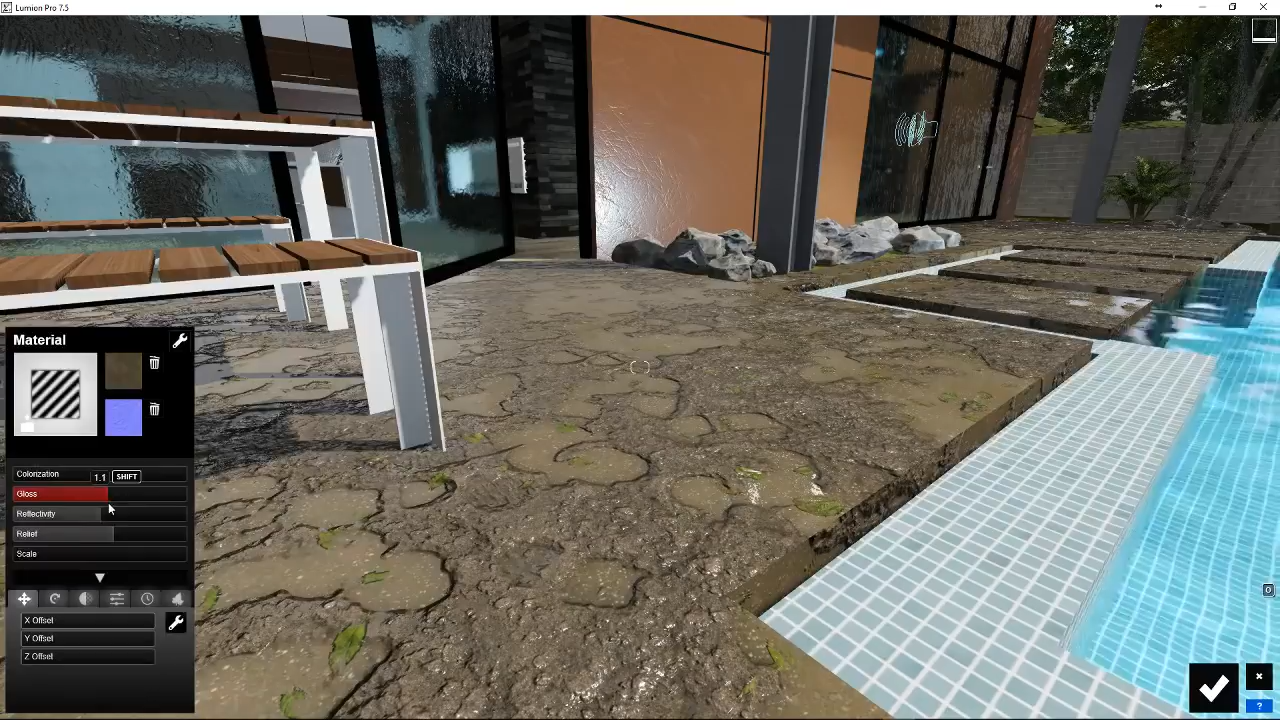 Lumion Pro 7.5
Material
Colorization
1.1 SHIFT
Gloss
Reflectivity
Relief
Scale
X Offset
Y Offset
Z Offset
?